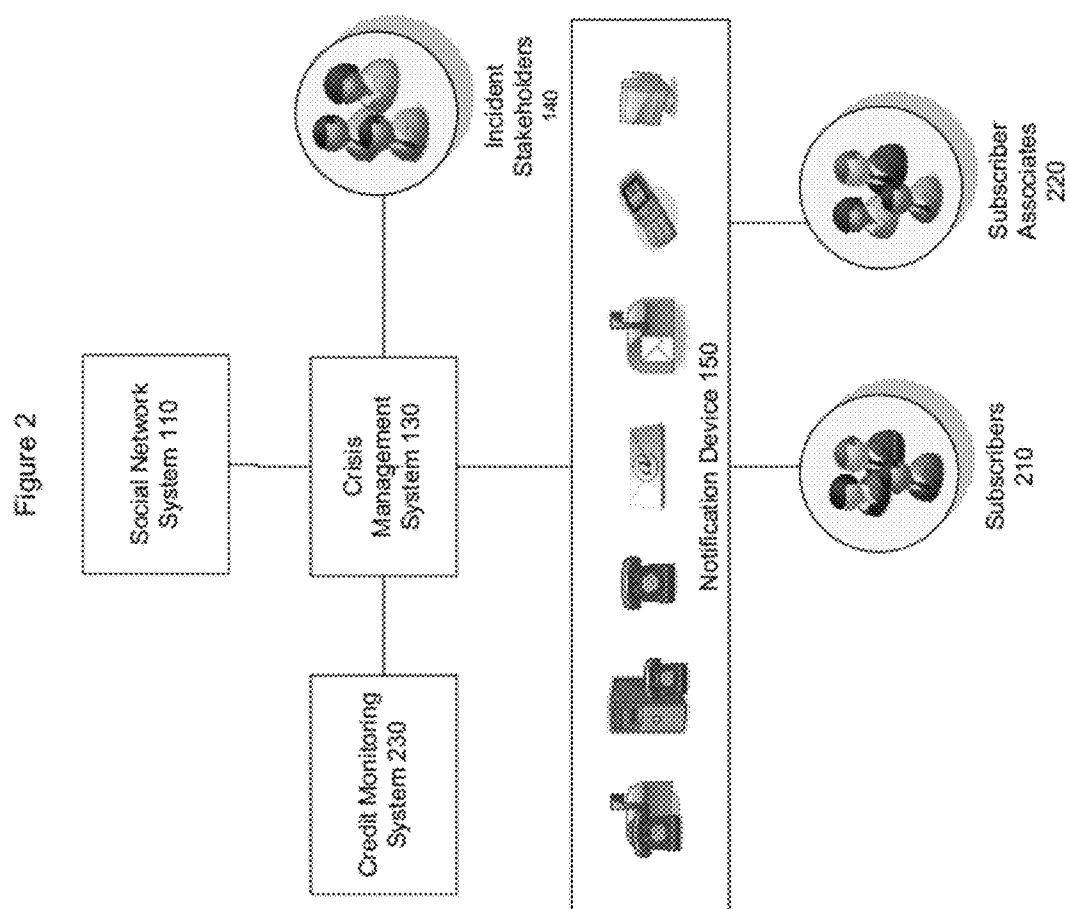 Figure 2
Social Network
System 110
Credit Monitoring
System 230
Crisis
Management
System 130
Incident
Stakeholders
140
Notification Device 150
Subscribers
210
Subscriber
Associates
220